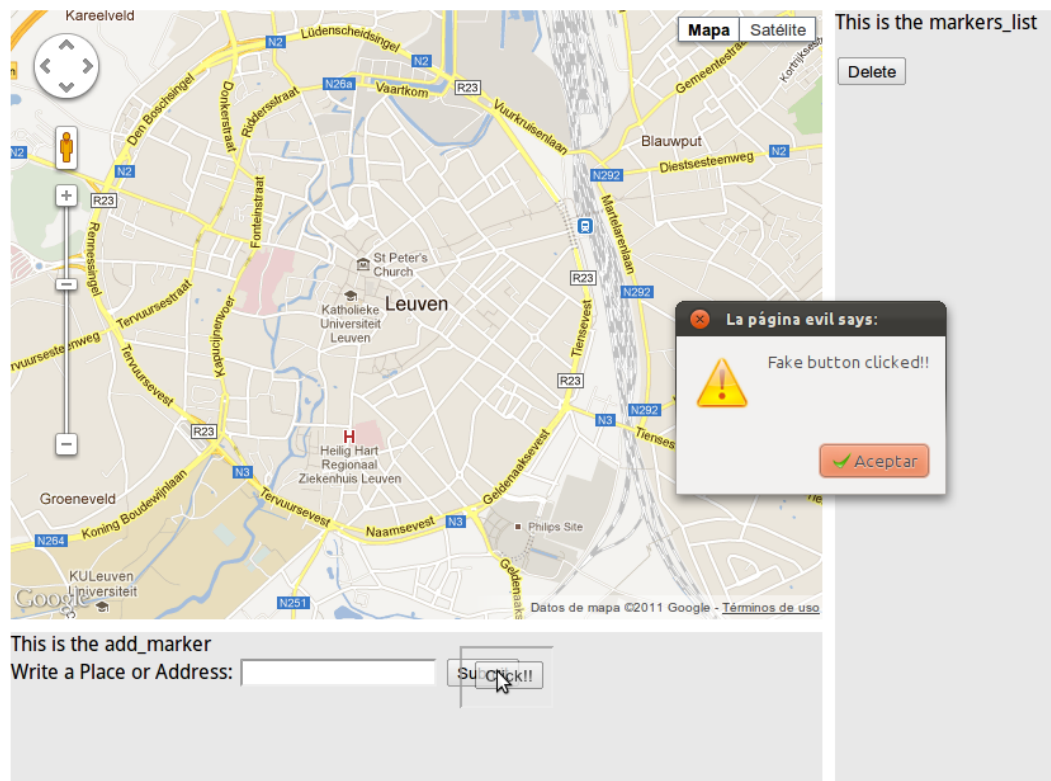 Kareelveld
Lüdenscheidsingel
N2
N2
Mapa
Satélite
This is the markers_list
Delete
N26a
Vaartkom
R23
Gemeentestraat
Den Boschsingel
Donkerstraat
Riddersstraat
Vuurkruisenlaan
Blauwput
Diestsesteenweg
N2
N2
N2
N292
R23
Fonteinstraat
Martelarenlaan
Rennessingel
St Peter's
Church
R23
N292
Katholieke
Universiteit
Leuven
Leuven
Tervuursestraat
Kapucijnenvoer
Tiensevest
La página evil says:
Fake button clicked!!
Aceptar
Tervuursevest
R23
N292
N3
R23
H
Heilig Hart
Regionaal
Ziekenhuis Leuven
N3
Geldenaaksevest
Groeneveld
Koning Boudewijnlaan
Tervuursevest
Naamsevest
N3
Philips Site
N264
KULeuven
Universiteit
Google
N251
Datos de mapa ©2011 Google - Términos de uso
This is the add_marker
Write a Place or Address:
Click!!